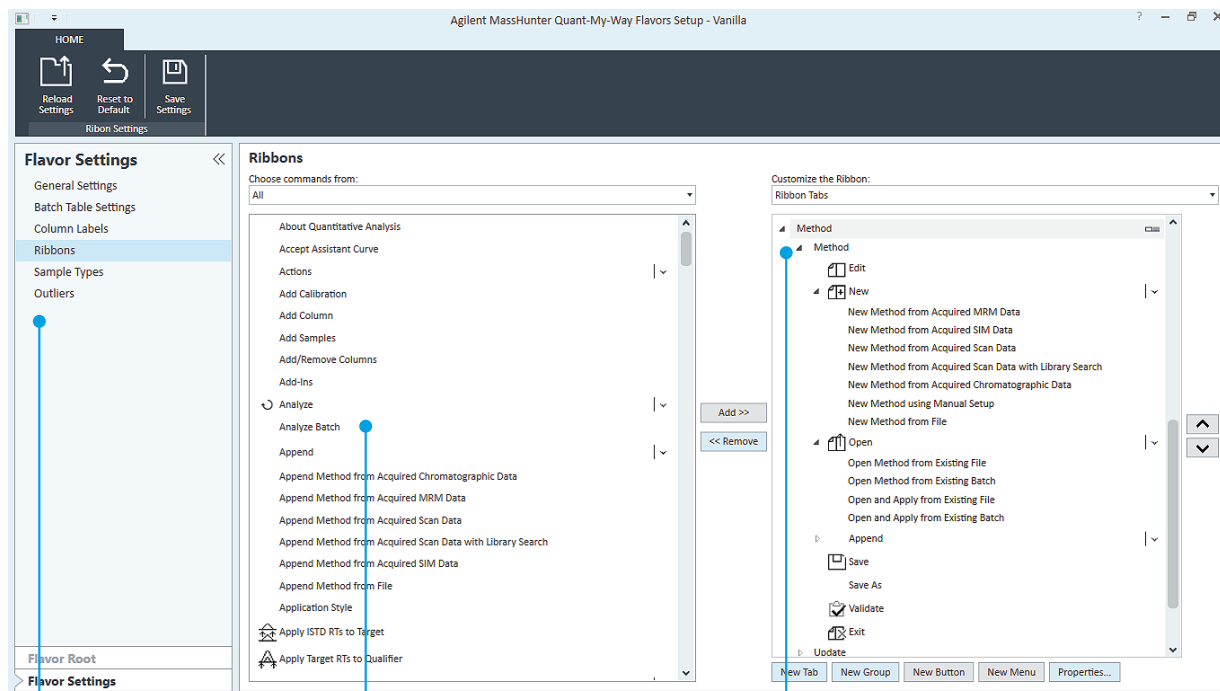 Agilent MassHunter Quant-My-Way Flavors Setup - Vanilla
?
HOME
Reload Settings
Reset to Default
Save Settings
Ribon Settings
Flavor Settings
General Settings
Batch Table Settings
Column Labels
Ribbons
Sample Types
Outliers
Flavor Root
Flavor Settings
Ribbons
Choose commands from:
All
About Quantitative Analysis
Accept Assistant Curve
Actions
Add Calibration
Add Column
Add Samples
Add/Remove Columns
Add-Ins
Analyze
Analyze Batch
Append
Append Method from Acquired Chromatographic Data
Append Method from Acquired MRM Data
Append Method from Acquired Scan Data
Append Method from Acquired Scan Data with Library Search
Append Method from Acquired SIM Data
Append Method from File
Application Style
Apply ISTD RTs to Target
Apply Target RTs to Qualifier
Add >>
<< Remove
Customize the Ribbon:
Ribbon Tabs
Method
Method
Edit
New
New Method from Acquired MRM Data
New Method from Acquired SIM Data
New Method from Acquired Scan Data
New Method from Acquired Scan Data with Library Search
New Method from Acquired Chromatographic Data
New Method using Manual Setup
New Method from File
Open
Open Method from Existing File
Open Method from Existing Batch
Open and Apply from Existing File
Open and Apply from Existing Batch
Append
Save
Save As
Validate
Exit
Update
New Tab
New Group
New Button
New Menu
Properties...